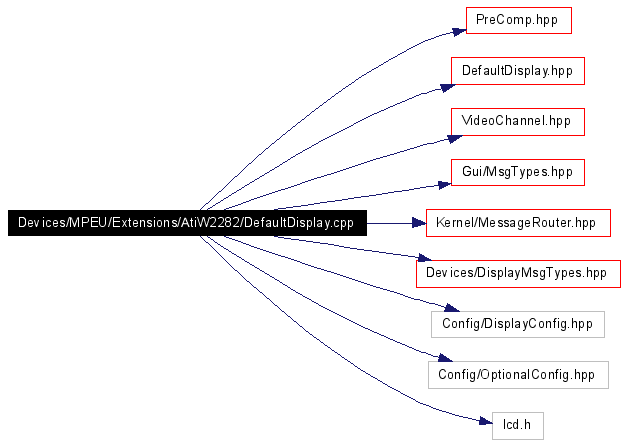 PreComp.hpp
DefaultDisplay.hpp
VideoChannel.hpp
Gui/MsgTypes.hpp
Devices/MPEU/Extensions/AtiW2282/DefaultDisplay.cpp
Kernel/MessageRouter.hpp
Devices/DisplayMsgTypes.hpp
Config/DisplayConfig.hpp
Config/OptionalConfig.hpp
lcd.h